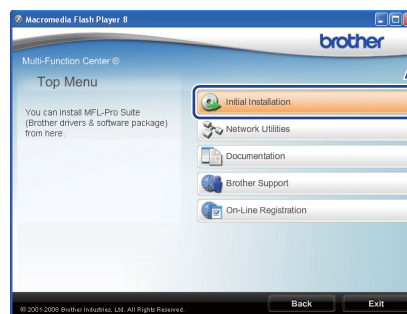 Macromedia Flash Player 8
brother
Multi-Function Center ®
Top Menu
You can install MFL-Pro Suite
(Brother drivers & software package)
from here.
Initial Installation
Network Utilities
Documentation
Brother Support
On-Line Registration
© 2001-2008 Brother Industries, Ltd. All Rights Reserved.
Back
Exit